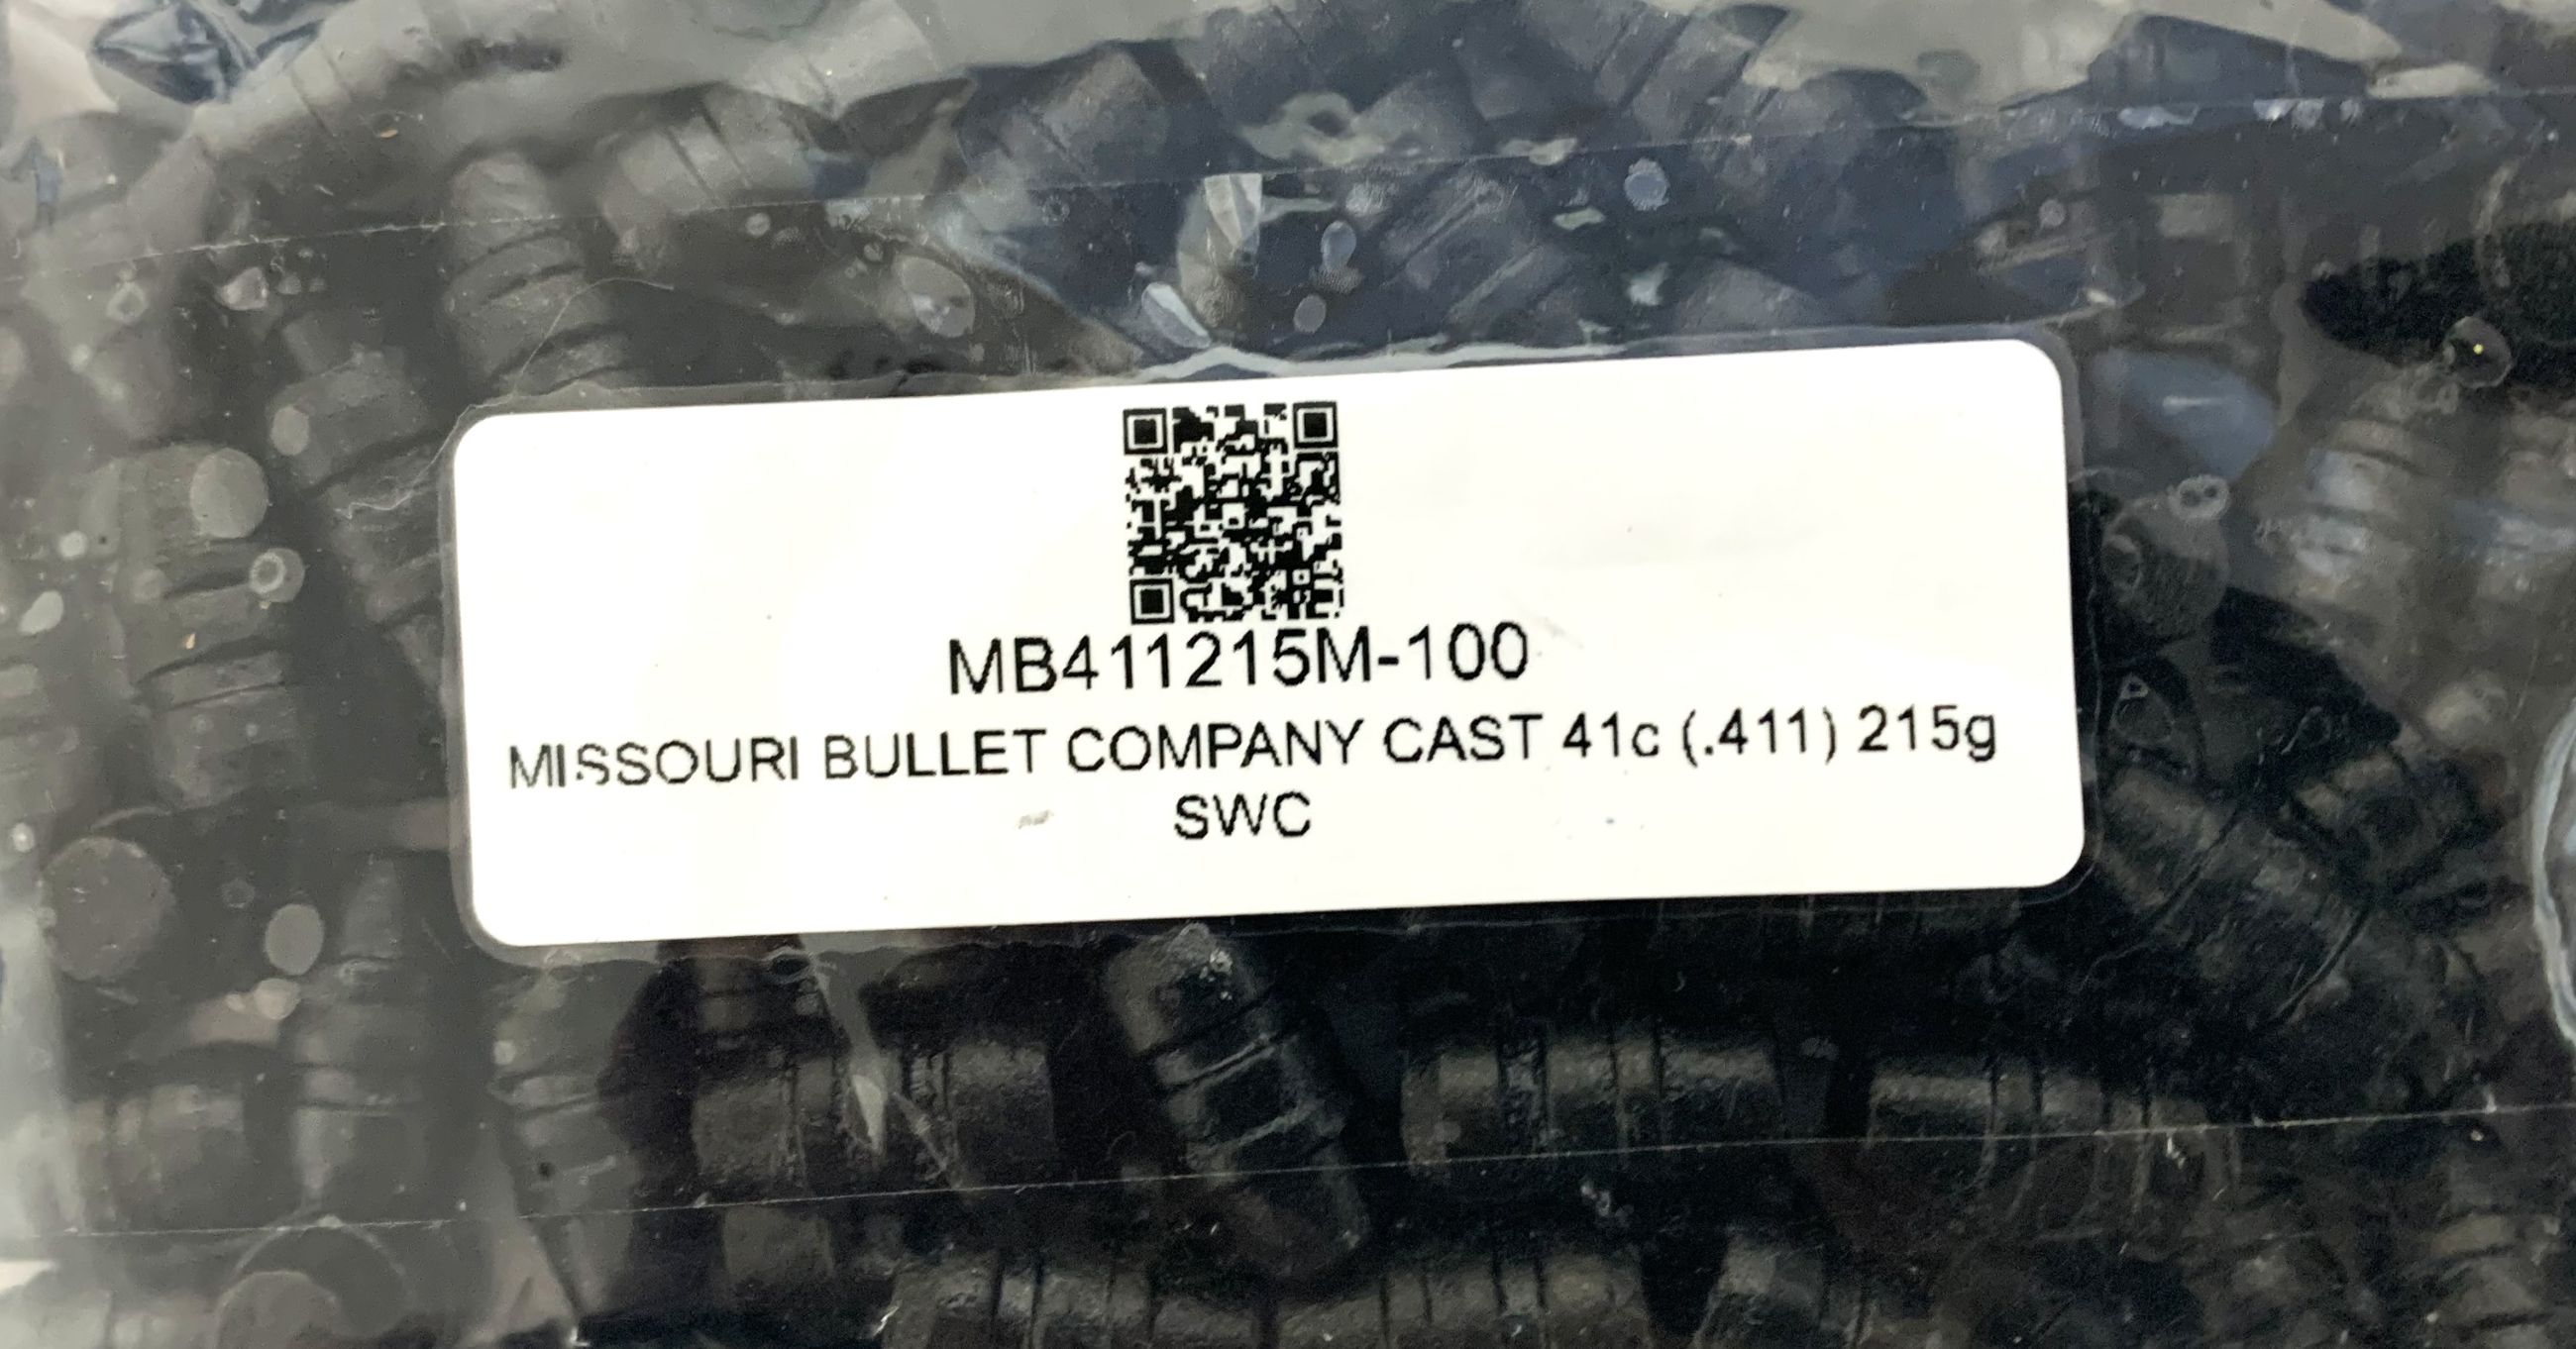 MB411215M-100
MISSOURI BULLET COMPANY CAST 41c (.411) 215g
SWC